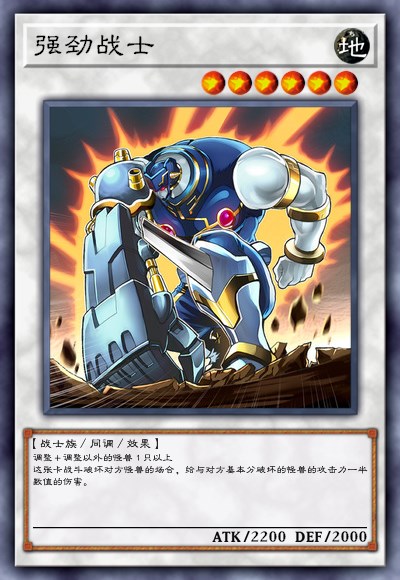 强劲战士
地
【战士族／同调／效果】
调整＋调整以外的怪兽１只以上
这张卡战斗破坏对方怪兽的场合，给与对方基本分破坏的怪兽的攻击力一半
数值的伤害。
ATK/2200 DEF/2000